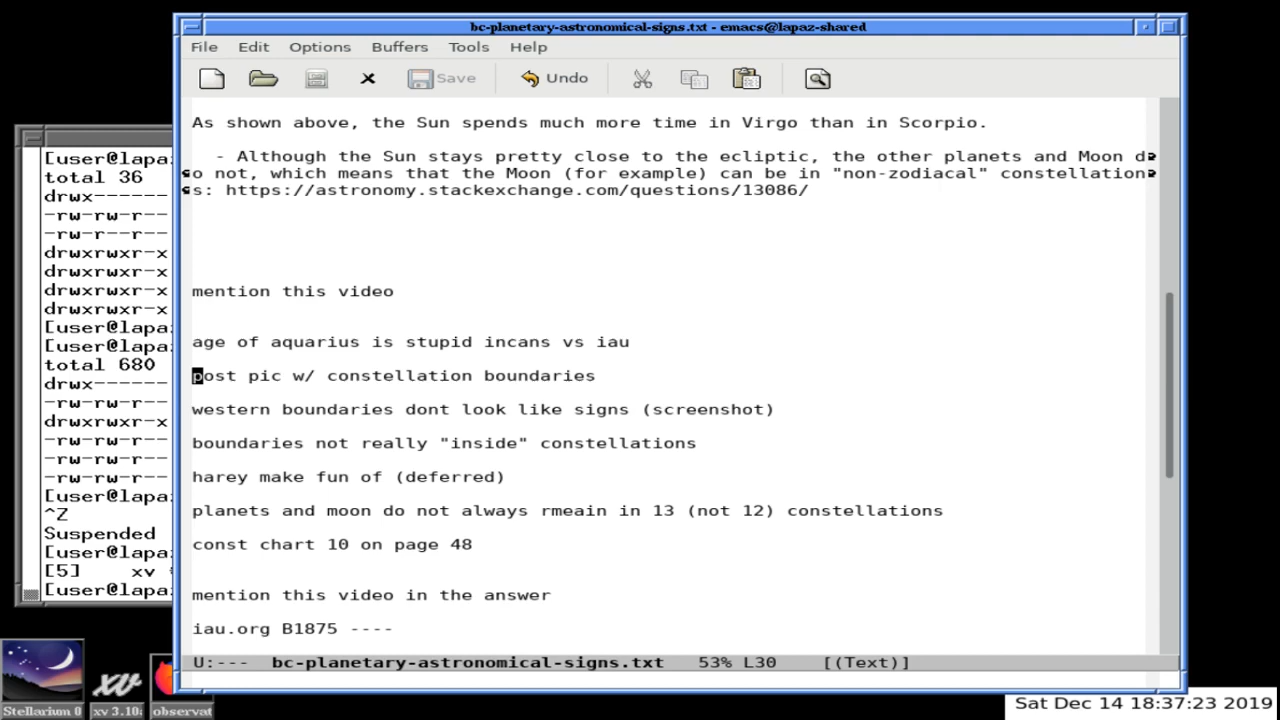 bc-planetary-astronomical-signs.txt - emacs@lapaz-shared
File Edit Options Buffers Tools Help
Save Undo
As shown above, the Sun spends much more time in Virgo than in Scorpio.
- Although the Sun stays pretty close to the ecliptic, the other planets and Moon d
o not, which means that the Moon (for example) can be in "non-zodiacal" constellation
s: https://astronomy.stackexchange.com/questions/13086/
mention this video
age of aquarius is stupid incans vs iau
post pic w/ constellation boundaries
western boundaries dont look like signs (screenshot)
boundaries not really "inside" constellations
harey make fun of (deferred)
planets and moon do not always rmeain in 13 (not 12) constellations
const chart 10 on page 48
mention this video in the answer
iau.org B1875 ----
U:--- bc-planetary-astronomical-signs.txt 53% L30 [(Text)]
[user@lapa
total 36
drwx------
-rw-rw-r--
-rw-r--r--
drwxrwxr-x
drwxrwxr-x
drwxrwxr-x
drwxrwxr-x
[user@lapa
[user@lapa
total 680
drwx------
-rw-rw-r--
drwxrwxr-x
-rw-rw-r--
-rw-rw-r--
-rw-rw-r--
[user@lapa
^Z
Suspended
[user@lapa
[5] xv
[user@lapa
Stellarium 0
xv
xv 3.10
observat
Sat Dec 14 18:37:23 2019